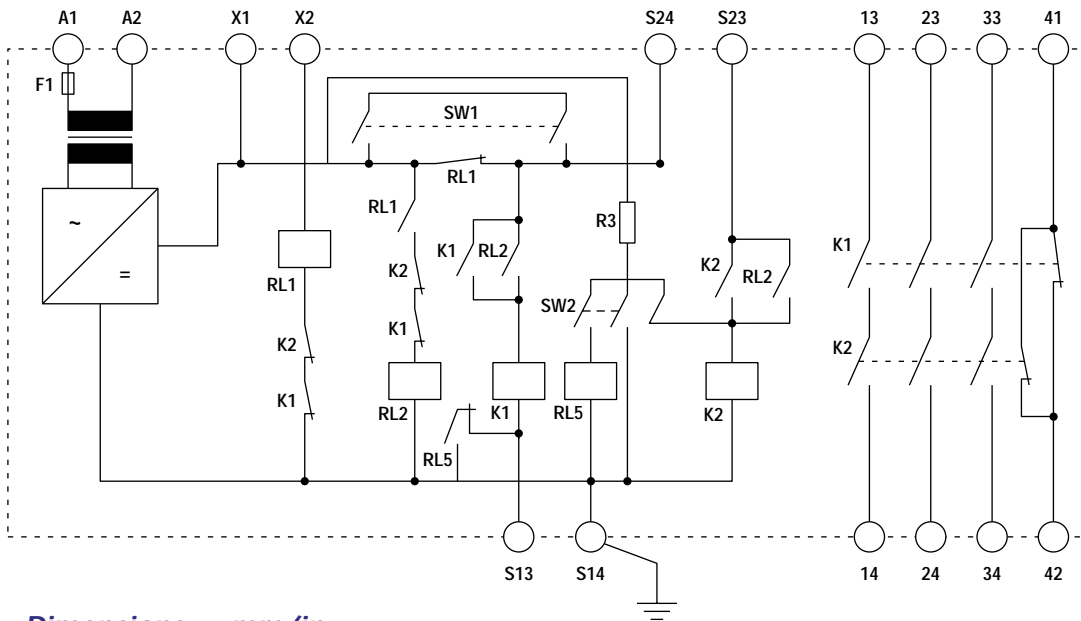 A1 A2 X1 X2 S24 S23 13 23 33 41
F1
SW1
RL1
RL1
R3
~
K1 RL2
K2
K2 RL2
K1
=
RL1
SW2
K1
K2
K2
K1
RL2 K1 RL5 K2
RL5
S13 S14 14 24 34 42